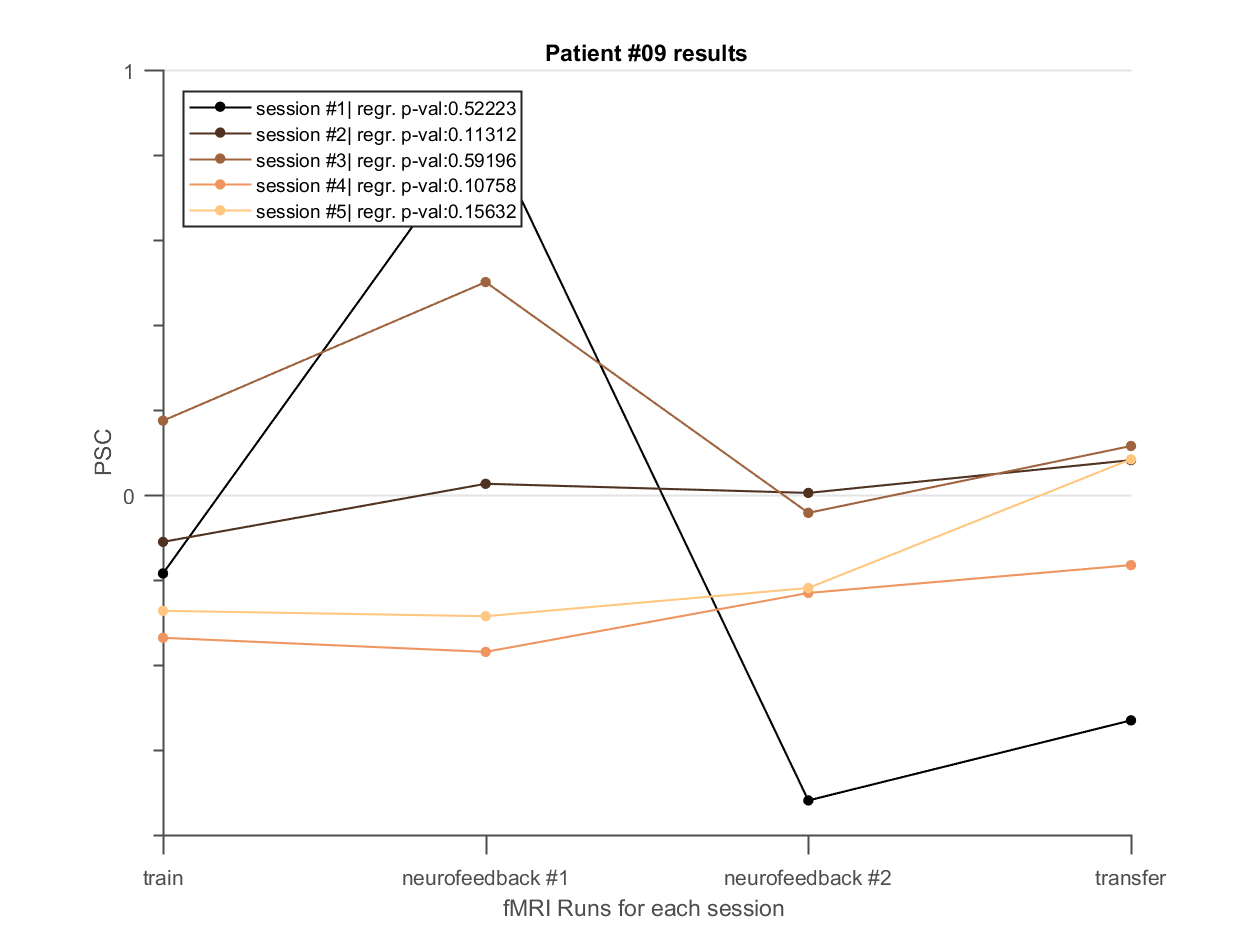 Patient #09 results
1
session #1| regr. p-val:0.52223
session #2| regr. p-val:0.11312
session #3| regr. p-val:0.59196
session #4| regr. p-val:0.10758
session #5| regr. p-val:0.15632
PSC
0
train neurofeedback #1 neurofeedback #2 transfer
fMRI Runs for each session